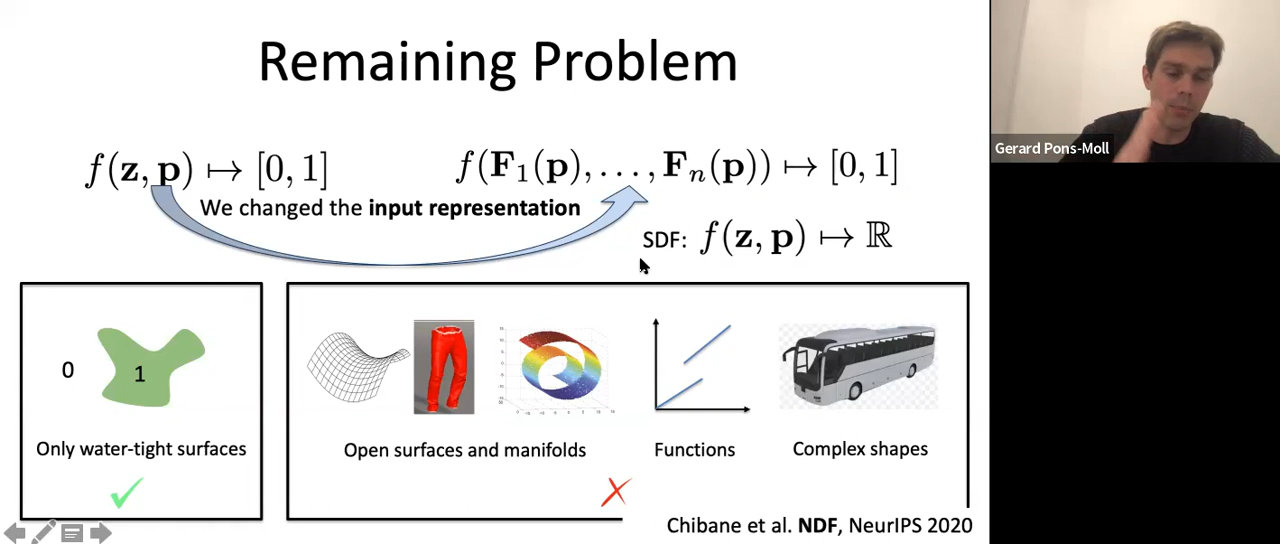 Remaining Problem
f(z, p) ↦ [0, 1]
f(F₁(p), . . . , Fₙ(p)) ↦ [0, 1]
We changed the input representation
SDF: f(z, p) ↦ ℝ
0
1
Only water-tight surfaces
Open surfaces and manifolds
Functions
Complex shapes
Chibane et al. NDF, NeurIPS 2020
Gerard Pons-Moll